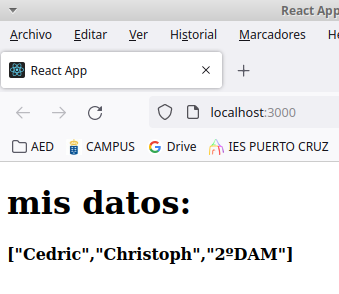 React App
Archivo Editar Ver Historial Marcadores He
React App
localhost:3000
AED CAMPUS Drive IES PUERTO CRUZ
mis datos:
["Cedric","Christoph","2ºDAM"]